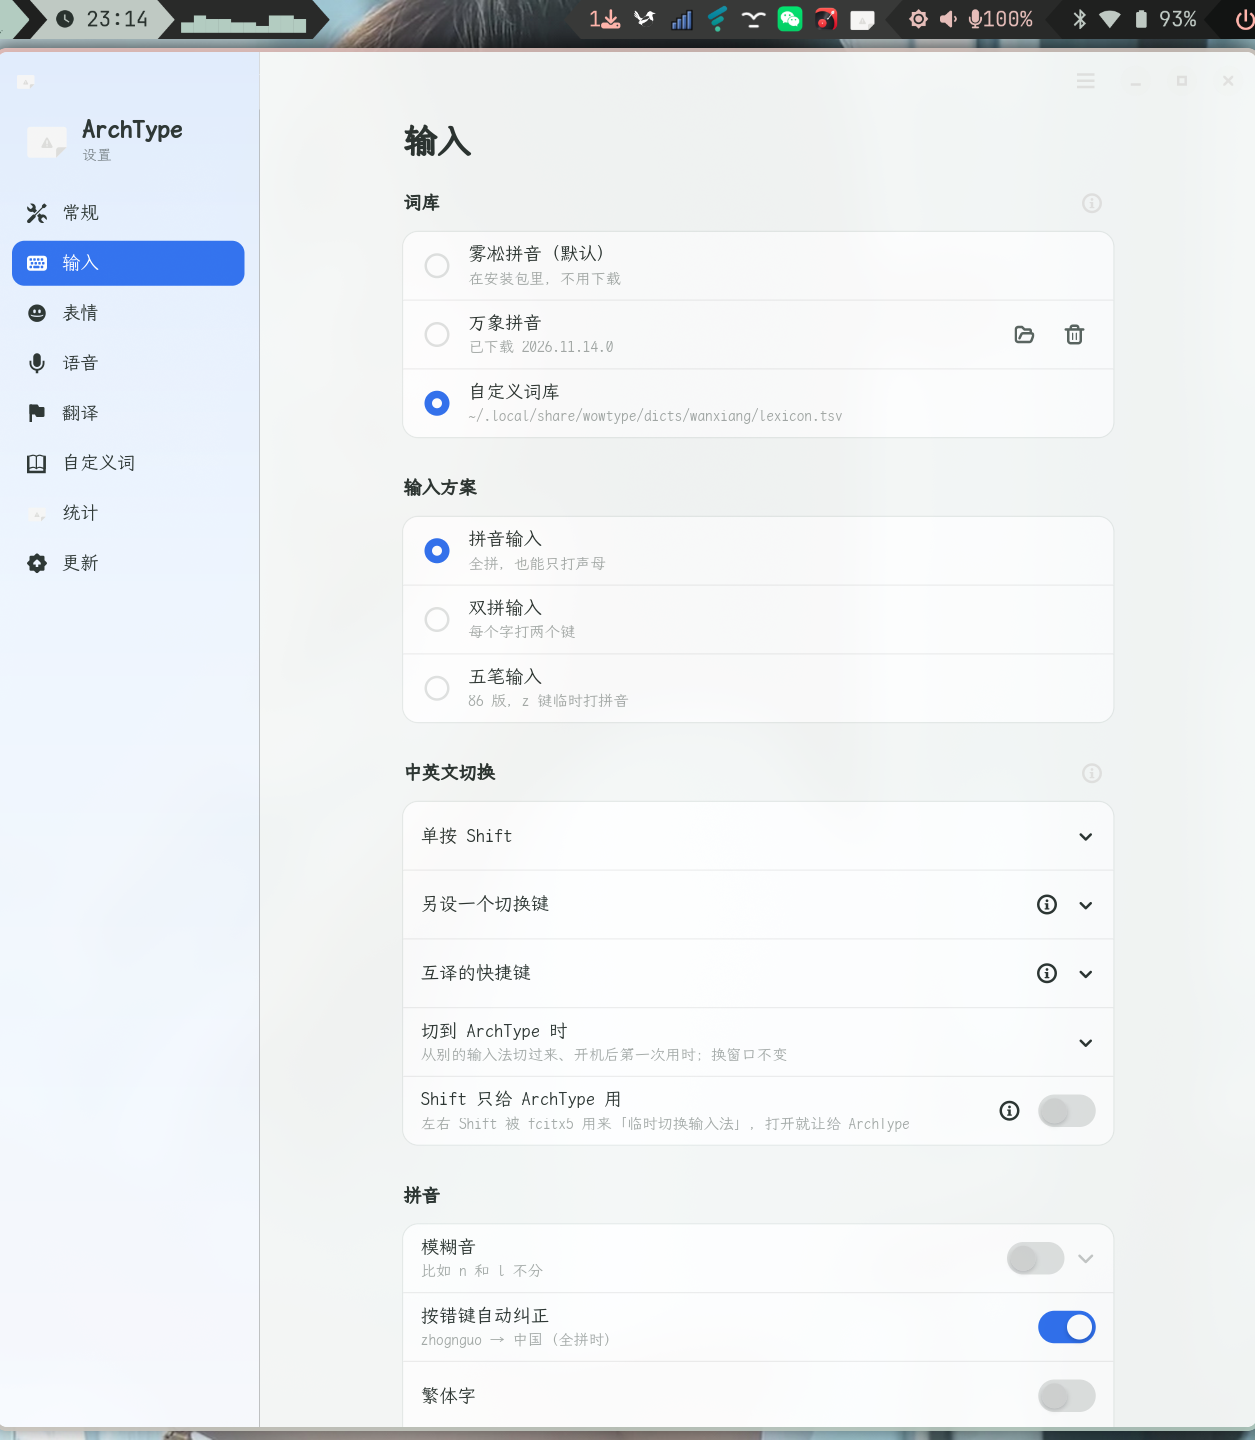 23:14
1
100%
93%
ArchType
设置
常规
输入
表情
语音
翻译
自定义词
统计
更新
输入
词库
雾凇拼音（默认）
在安装包里，不用下载
万象拼音
已下载 2026.11.14.0
自定义词库
~/.local/share/wowtype/dicts/wanxiang/lexicon.tsv
输入方案
拼音输入
全拼，也能只打声母
双拼输入
每个字打两个键
五笔输入
86 版，z 键临时打拼音
中英文切换
单按 Shift
另设一个切换键
互译的快捷键
切到 ArchType 时
从别的输入法切过来、开机后第一次用时；换窗口不变
Shift 只给 ArchType 用
左右 Shift 被 fcitx5 用来「临时切换输入法」，打开就让给 ArchType
拼音
模糊音
比如 n 和 l 不分
按错键自动纠正
zhognguo → 中国（全拼时）
繁体字